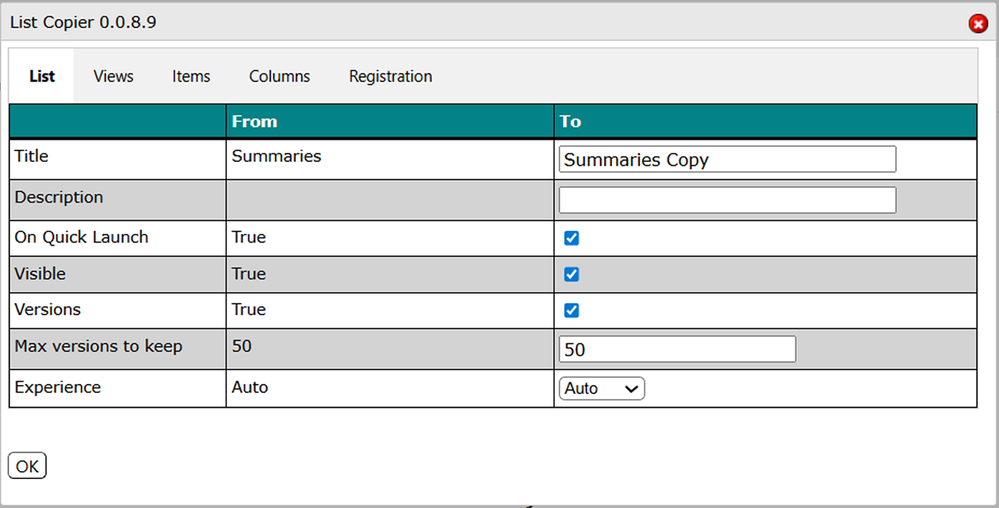 List Copier 0.0.8.9
List Views Items Columns Registration
From To
Title Summaries Summaries Copy
Description
On Quick Launch True
Visible True
Versions True
Max versions to keep 50 50
Experience Auto Auto
OK